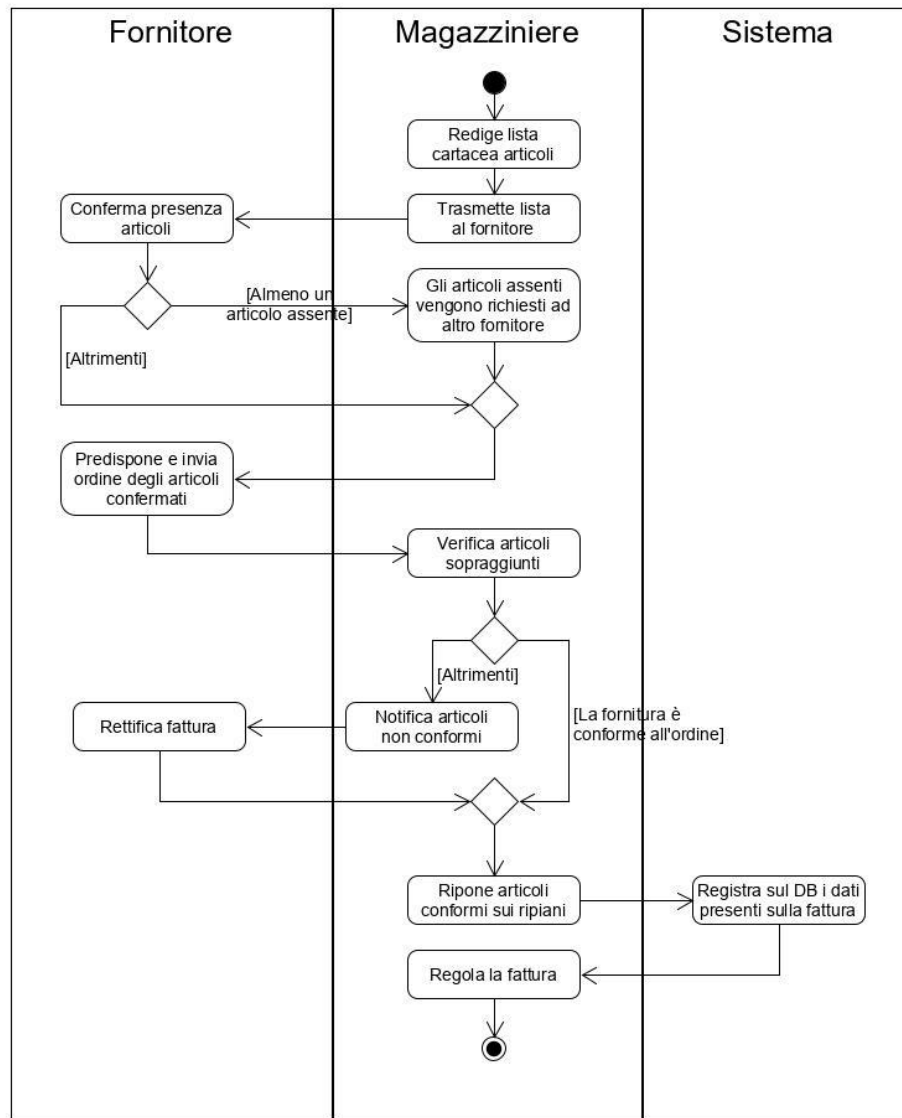 Fornitore
Magazziniere
Sistema
Redige lista
cartacea articoli
Trasmette lista
al fornitore
Conferma presenza
articoli
[Almeno un
articolo assente]
Gli articoli assenti
vengono richiesti ad
altro fornitore
[Altrimenti]
Predispone e invia
ordine degli articoli
confermati
Verifica articoli
sopraggiunti
[Altrimenti]
[La fornitura è
conforme all'ordine]
Notifica articoli
non conformi
Rettifica fattura
Ripone articoli
conformi sui ripiani
Registra sul DB i dati
presenti sulla fattura
Regola la fattura